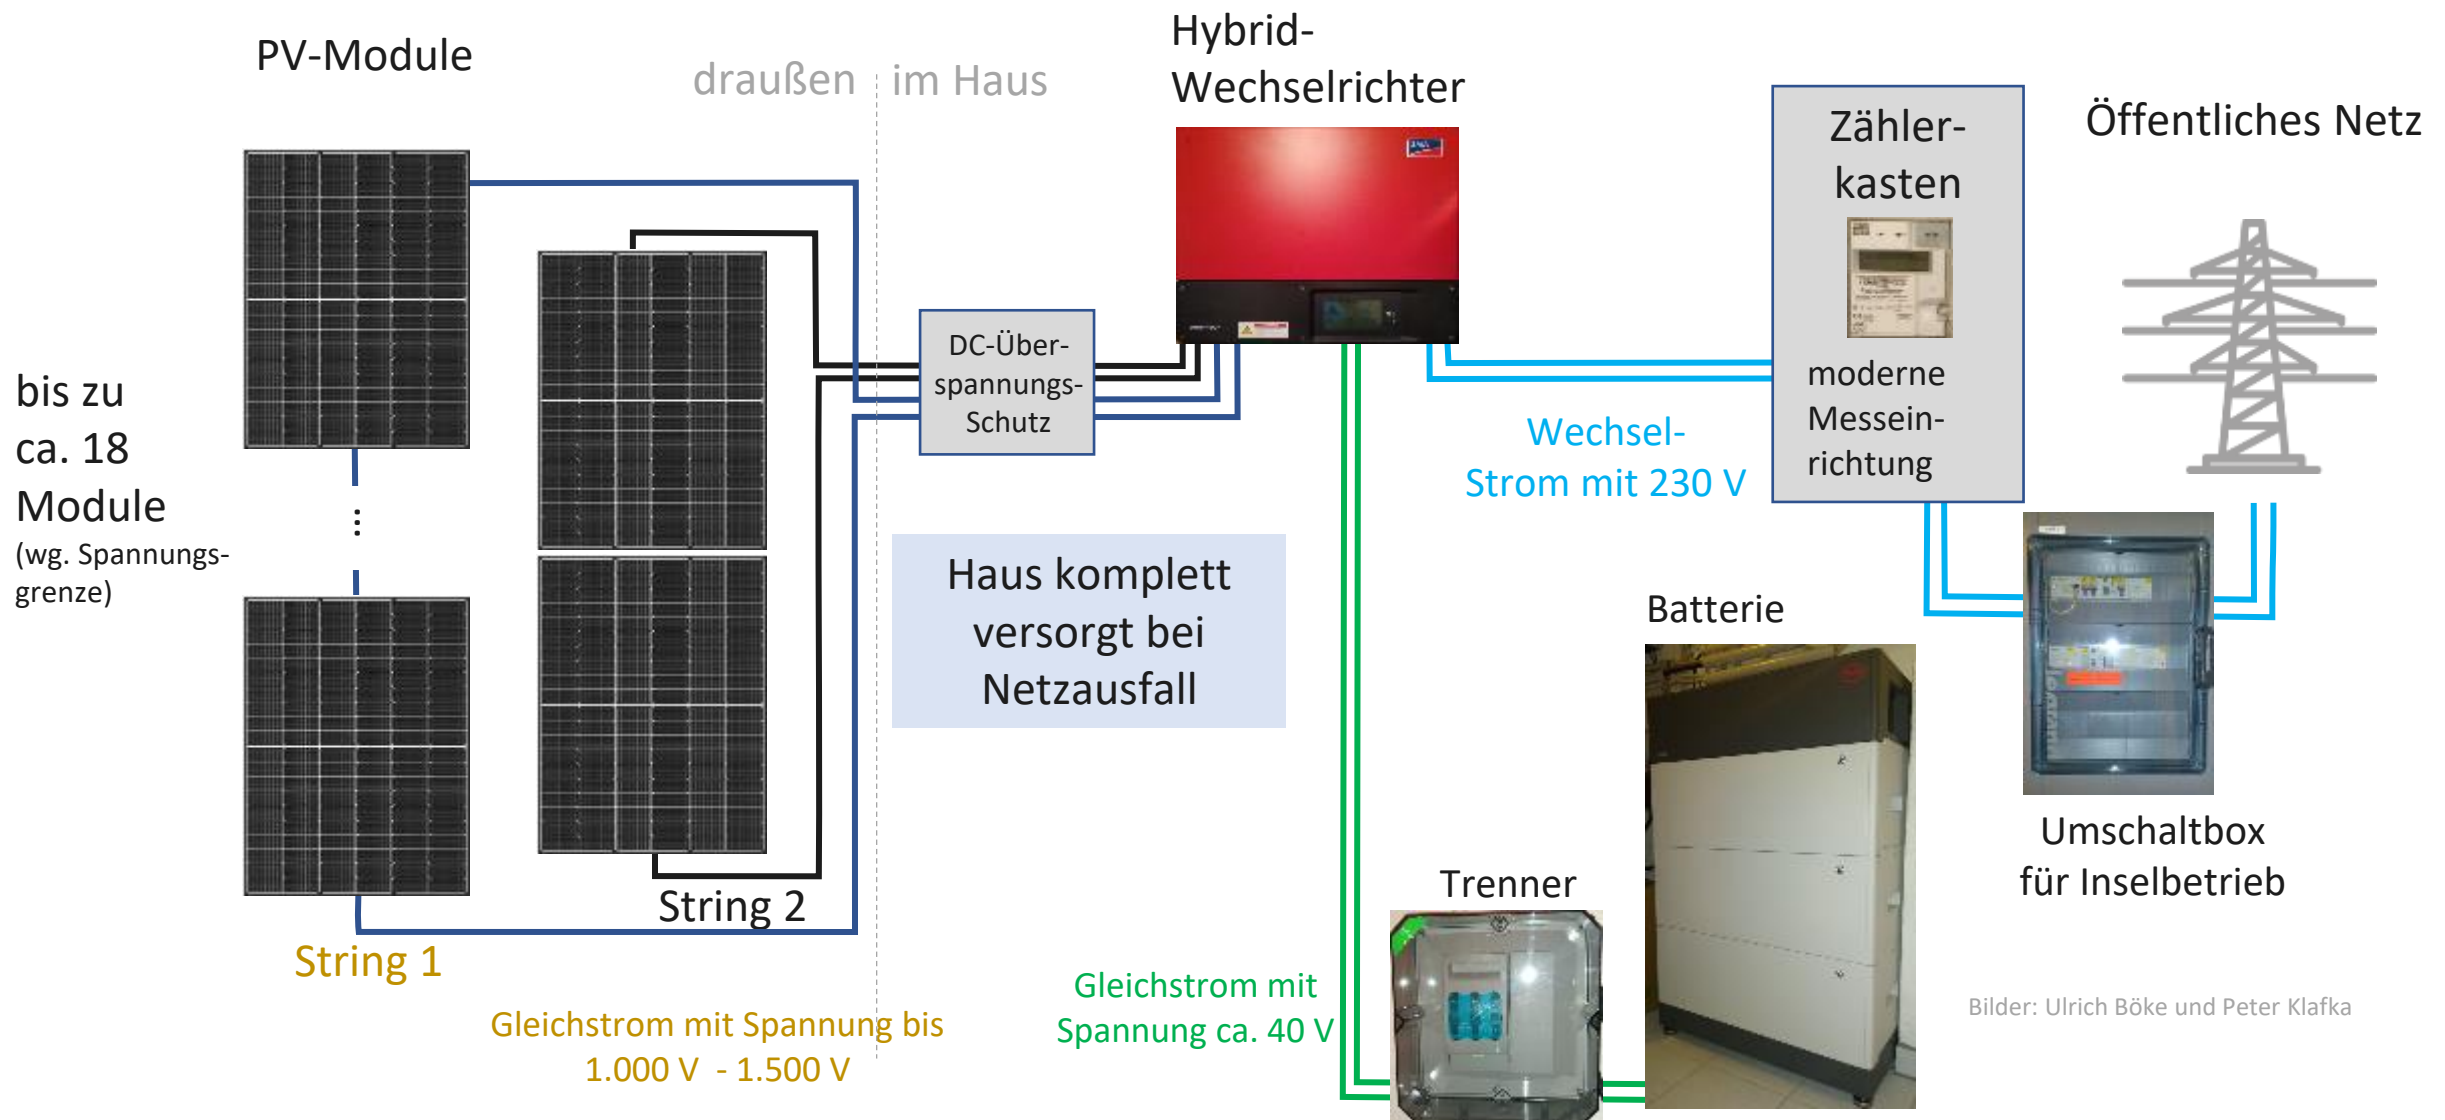 PV-Module
draußen
im Haus
Hybrid-
Wechselrichter
Zähler-
kasten
Öffentliches Netz
bis zu
ca. 18
Module
(wg. Spannungs-
grenze)
...
DC-Über-
spannungs-
Schutz
moderne
Messein-
richtung
Wechsel-
Strom mit 230 V
Haus komplett
versorgt bei
Netzausfall
Batterie
Umschaltbox
für Inselbetrieb
Trenner
String 2
String 1
Gleichstrom mit Spannung bis
1.000 V - 1.500 V
Gleichstrom mit
Spannung ca. 40 V
Bilder: Ulrich Böke und Peter Klafka